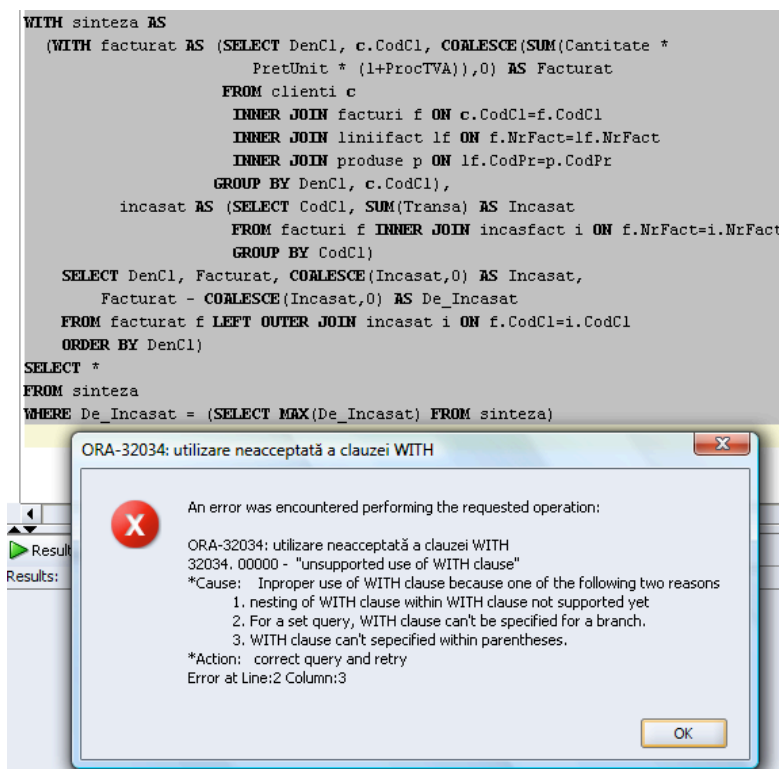 WITH sinteza AS
(WITH facturat AS (SELECT DenCl, c.CodCl, COALESCE(SUM(Cantitate *
PretUnit * (1+ProcTVA)),0) AS Facturat
FROM clienti c
INNER JOIN facturi f ON c.CodCl=f.CodCl
INNER JOIN liniifact lf ON f.NrFact=lf.NrFact
INNER JOIN produse p ON lf.CodPr=p.CodPr
GROUP BY DenCl, c.CodCl),
incasat AS (SELECT CodCl, SUM(Transa) AS Incasat
FROM facturi f INNER JOIN incasfact i ON f.NrFact=i.NrFact
GROUP BY CodCl)
SELECT DenCl, Facturat, COALESCE(Incasat,0) AS Incasat,
Facturat - COALESCE(Incasat,0) AS De_Incasat
FROM facturat f LEFT OUTER JOIN incasat i ON f.CodCl=i.CodCl
ORDER BY DenCl)
SELECT *
FROM sinteza
WHERE De_Incasat = (SELECT MAX(De_Incasat) FROM sinteza)
ORA-32034: utilizare neacceptată a clauzei WITH
An error was encountered performing the requested operation:
ORA-32034: utilizare neacceptată a clauzei WITH
32034. 00000 - "unsupported use of WITH clause"
*Cause: Inproper use of WITH clause because one of the following two reasons
1. nesting of WITH clause within WITH clause not supported yet
2. For a set query, WITH clause can't be specified for a branch.
3. WITH clause can't sepecified within parentheses.
*Action: correct query and retry
Error at Line:2 Column:3
OK
Result
Results: